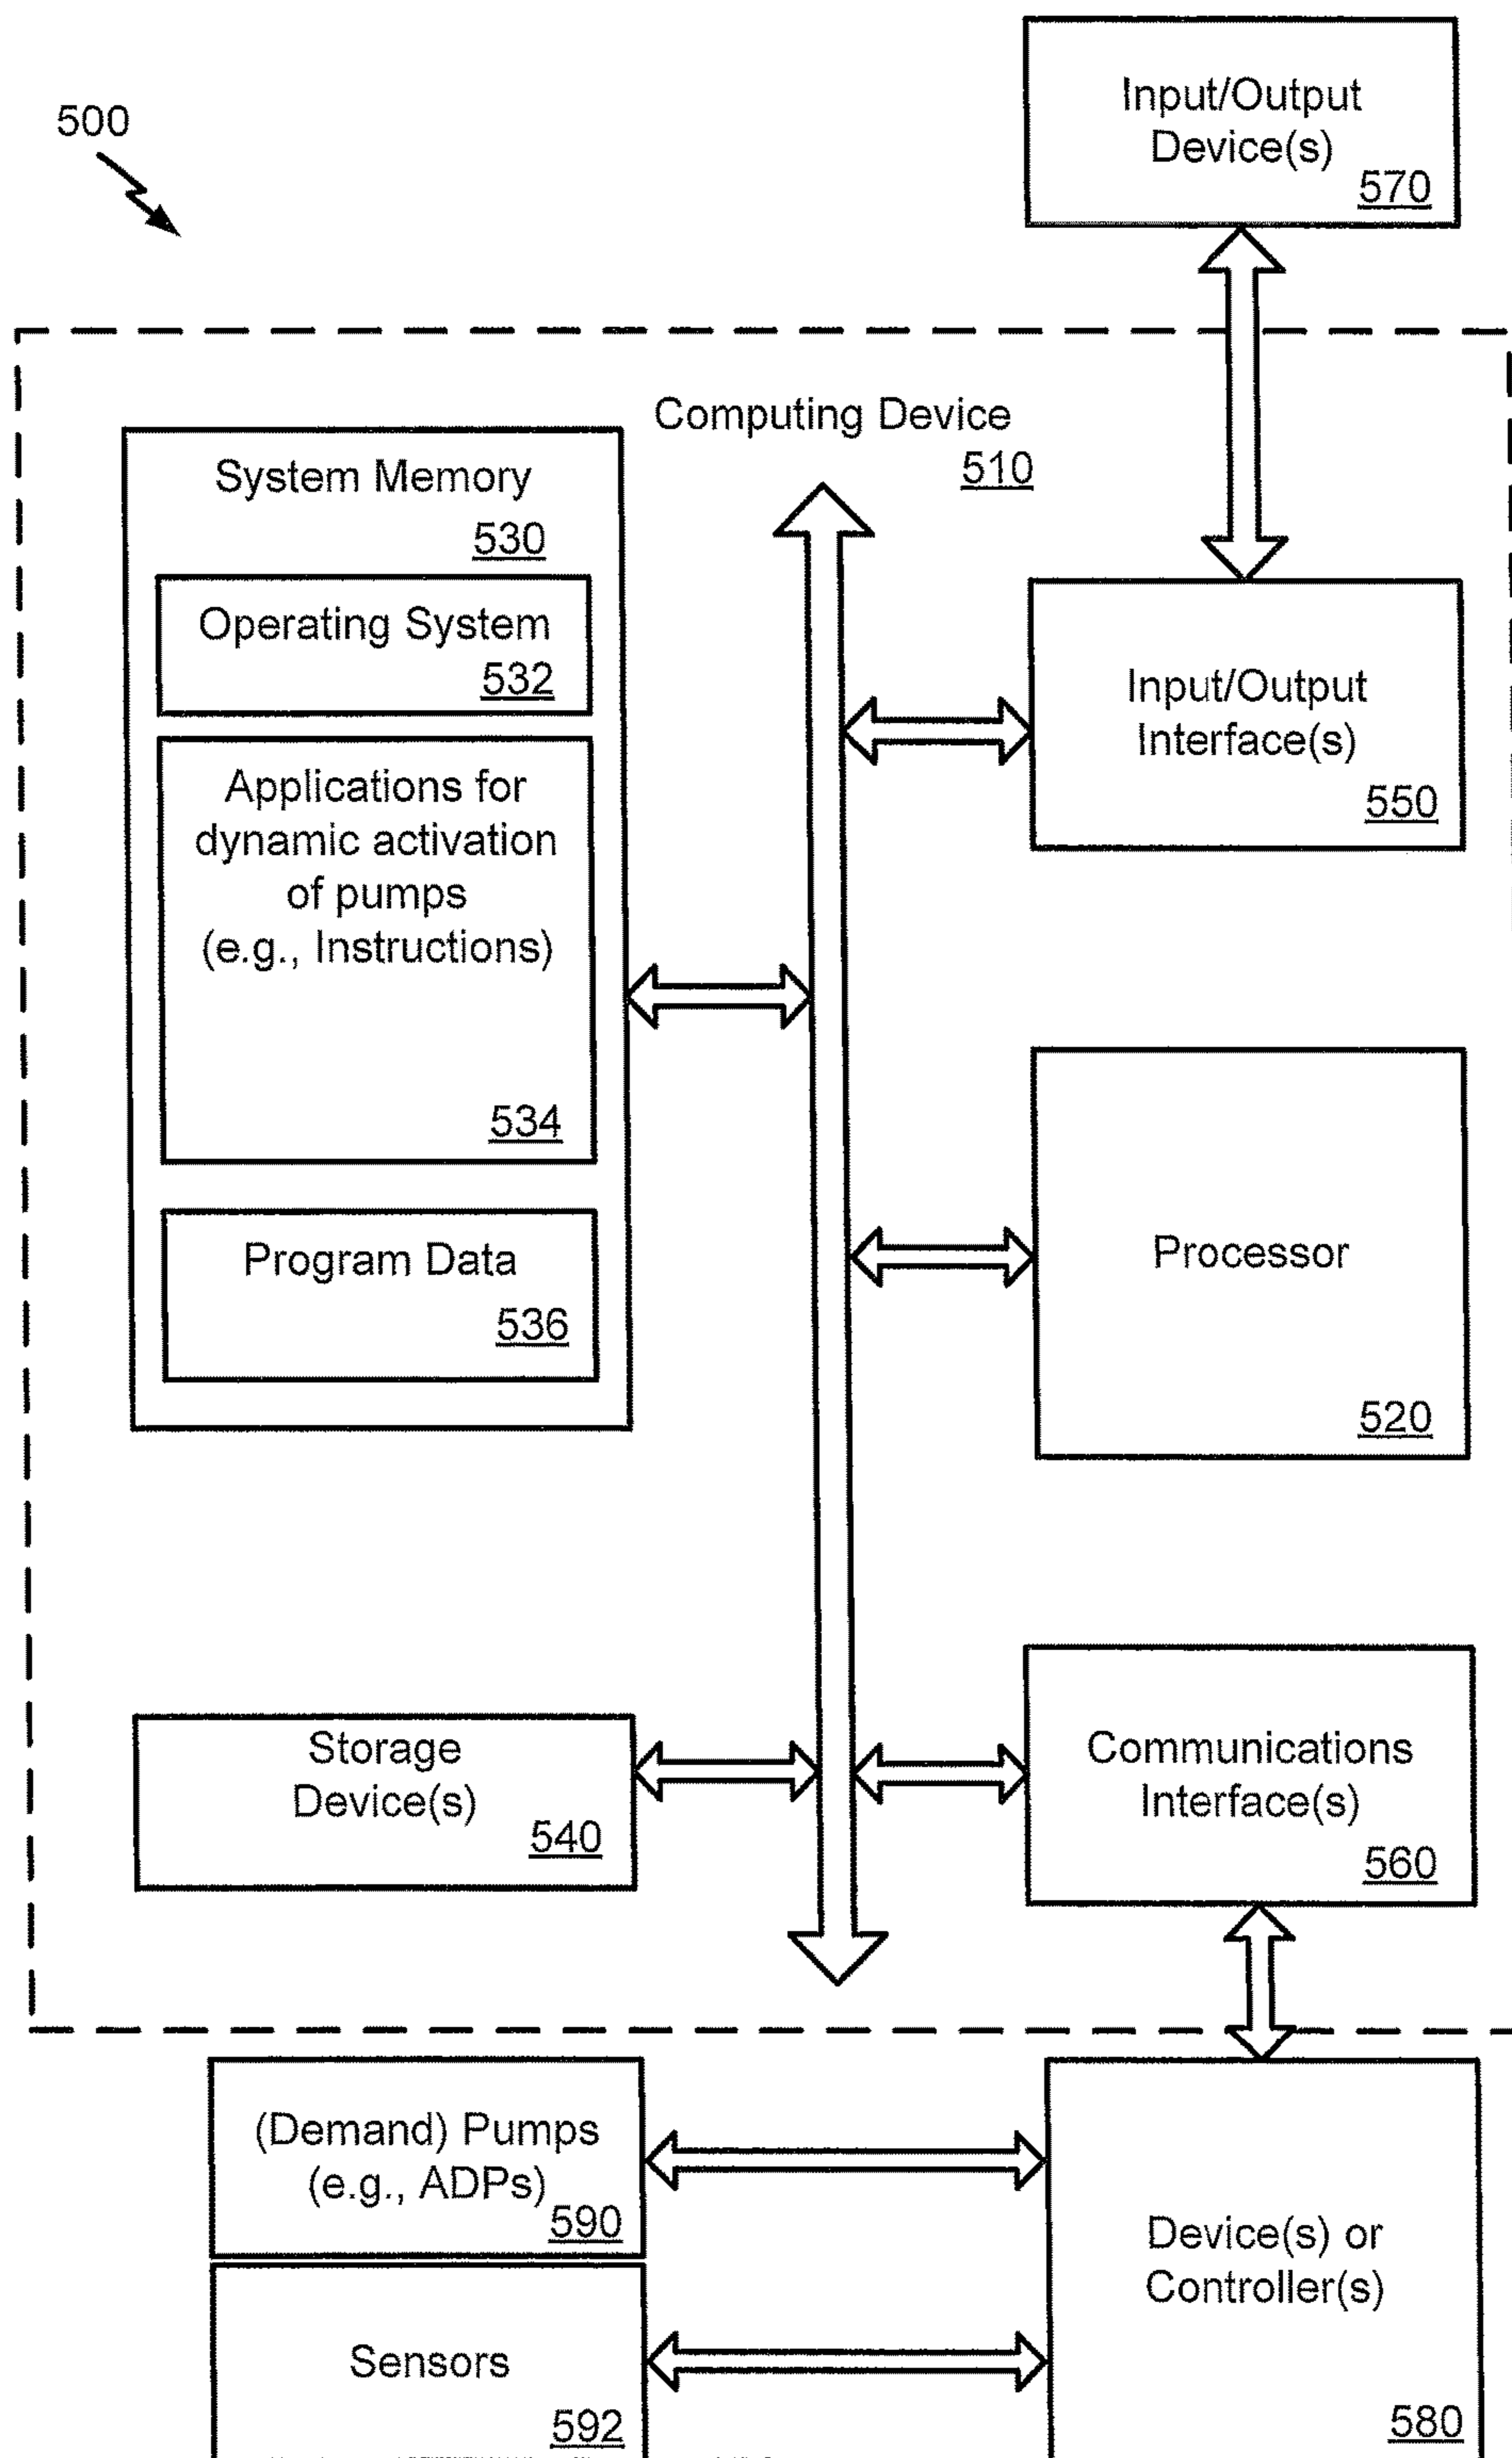 500
Input/Output
Device(s)
570
Computing Device
510
System Memory
530
Operating System
532
Applications for
dynamic activation
of pumps
(e.g., Instructions)
534
Program Data
536
Input/Output
Interface(s)
550
Processor
520
Storage
Device(s)
540
Communications
Interface(s)
560
(Demand) Pumps
(e.g., ADPs)
590
Sensors
592
Device(s) or
Controller(s)
580